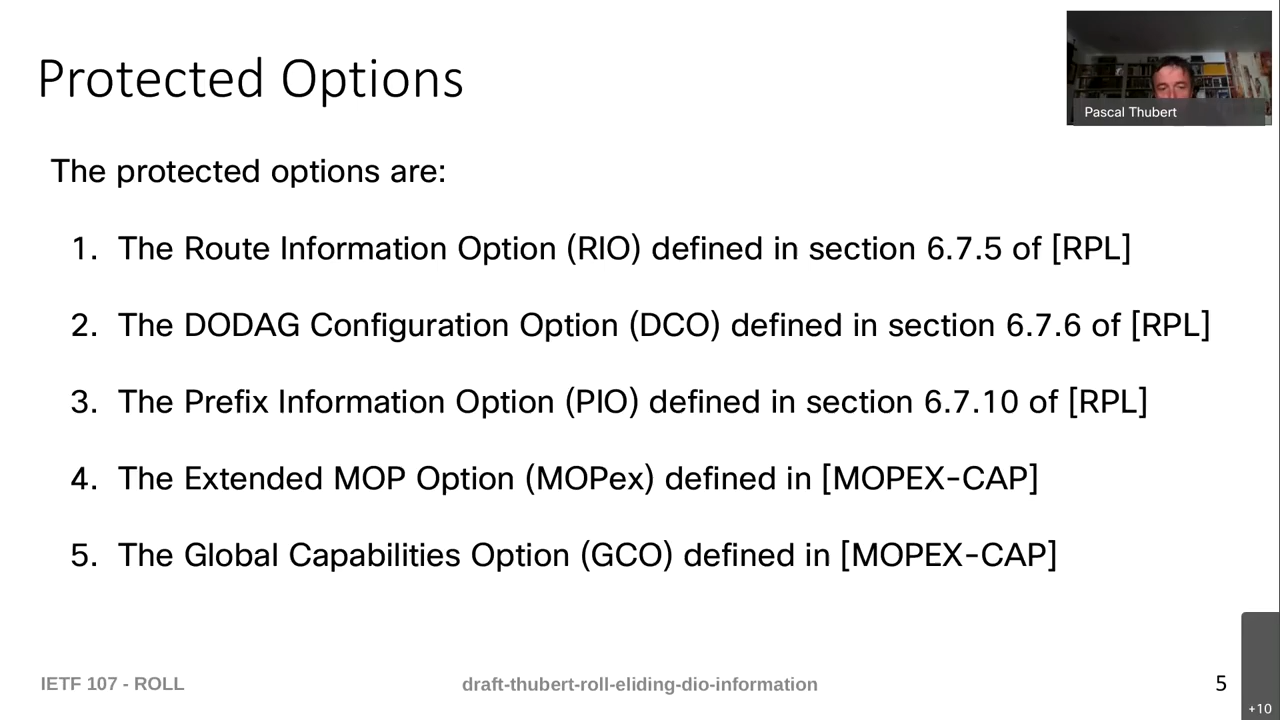 Protected Options
Pascal Thubert
The protected options are:
1. The Route Information Option (RIO) defined in section 6.7.5 of [RPL]
2. The DODAG Configuration Option (DCO) defined in section 6.7.6 of [RPL]
3. The Prefix Information Option (PIO) defined in section 6.7.10 of [RPL]
4. The Extended MOP Option (MOPex) defined in [MOPEX-CAP]
5. The Global Capabilities Option (GCO) defined in [MOPEX-CAP]
IETF 107 - ROLL
draft-thubert-roll-eliding-dio-information
5
+10